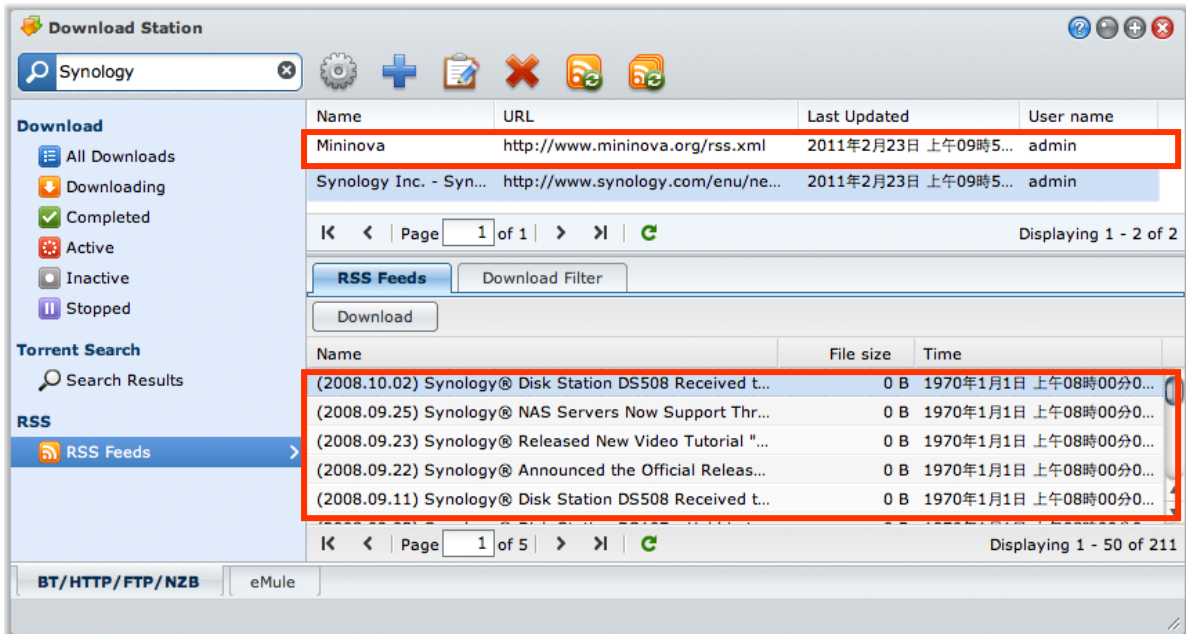 Download Station
Synology
Download
All Downloads
Downloading
Completed
Active
Inactive
Stopped
Torrent Search
Search Results
RSS
RSS Feeds
Name URL Last Updated User name
Mininova http://www.mininova.org/rss.xml 2011年2月23日 上午09時5... admin
Synology Inc. - Syn... http://www.synology.com/enu/ne... 2011年2月23日 上午09時5... admin
Page 1 of 1 Displaying 1 - 2 of 2
RSS Feeds Download Filter
Download
Name File size Time
(2008.10.02) Synology® Disk Station DS508 Received t... 0 B 1970年1月1日 上午08時00分0...
(2008.09.25) Synology® NAS Servers Now Support Thr... 0 B 1970年1月1日 上午08時00分0...
(2008.09.23) Synology® Released New Video Tutorial "... 0 B 1970年1月1日 上午08時00分0...
(2008.09.22) Synology® Announced the Official Releas... 0 B 1970年1月1日 上午08時00分0...
(2008.09.11) Synology® Disk Station DS508 Received t... 0 B 1970年1月1日 上午08時00分0...
Page 1 of 5 Displaying 1 - 50 of 211
BT/HTTP/FTP/NZB eMule